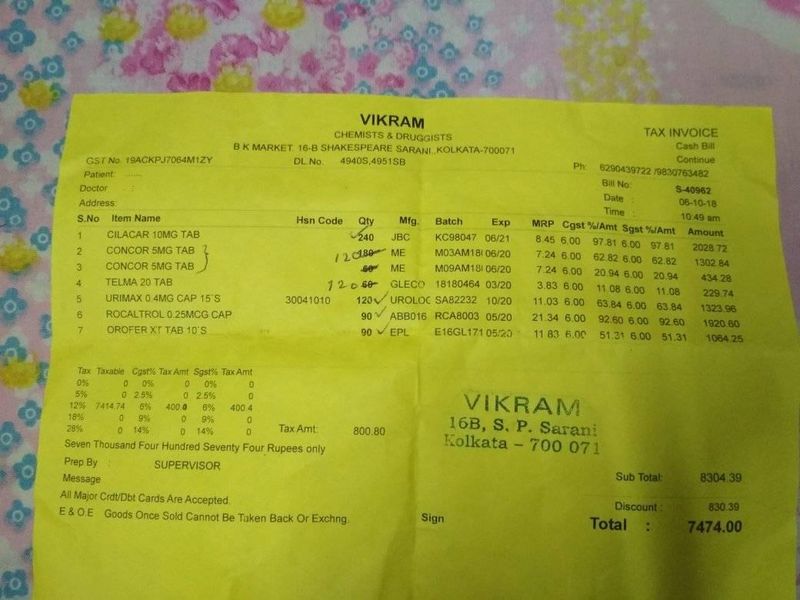 VIKRAM
CHEMISTS & DRUGGISTS
TAX INVOICE
B K MARKET 16-B SHAKESPEARE SARANI.,KOLKATA-700071
Cash Bill
GST No. 19ACKPJ7064M1ZY DL No. 4940S,4951SB
Continue
Patient: ......
Ph: 6290439722 /9830763482
Doctor .:
Bill No: S-40962
Address:
Date : 06-10-18
Time : 10:49 am
S.No Item Name Hsn Code Qty Mfg. Batch Exp MRP Cgst %/Amt Sgst %/Amt Amount
1 CILACAR 10MG TAB 240 JBC KC98047 06/21 8.45 6.00 97.81 6.00 97.81 2028.72
2 CONCOR 5MG TAB 120 180 ME M03AM18 06/20 7.24 6.00 62.82 6.00 62.82 1302.84
3 CONCOR 5MG TAB 60 ME M09AM18 06/20 7.24 6.00 20.94 6.00 20.94 434.28
4 TELMA 20 TAB 120 60 GLECO 18180464 03/20 3.83 6.00 11.08 6.00 11.08 229.74
5 URIMAX 0.4MG CAP 15`S 30041010 120 UROLOC SA82232 10/20 11.03 6.00 63.84 6.00 63.84 1323.96
6 ROCALTROL 0.25MCG CAP 90 ABB016 RCA8003 05/20 21.34 6.00 92.60 6.00 92.60 1920.60
7 OROFER XT TAB 10`S 90 EPL E16GL171 05/20 11.83 6.00 51.31 6.00 51.31 1064.25
Tax Taxable Cgst% Tax Amt Sgst% Tax Amt
0% 0 0% 0 0% 0
5% 0 2.5% 0 2.5% 0
12% 7414.74 6% 400.0 6% 400.4
18% 0 9% 0 9% 0
28% 0 14% 0 14% 0
Tax Amt: 800.80
VIKRAM
16B, S. P. Sarani
Kolkata - 700 071
Seven Thousand Four Hundred Seventy Four Rupees only
Prep By : SUPERVISOR
Sub Total: 8304.39
Message
All Major Crdt/Dbt Cards Are Accepted.
Discount : 830.39
E & O.E Goods Once Sold Cannot Be Taken Back Or Exchng.
Sign
Total : 7474.00